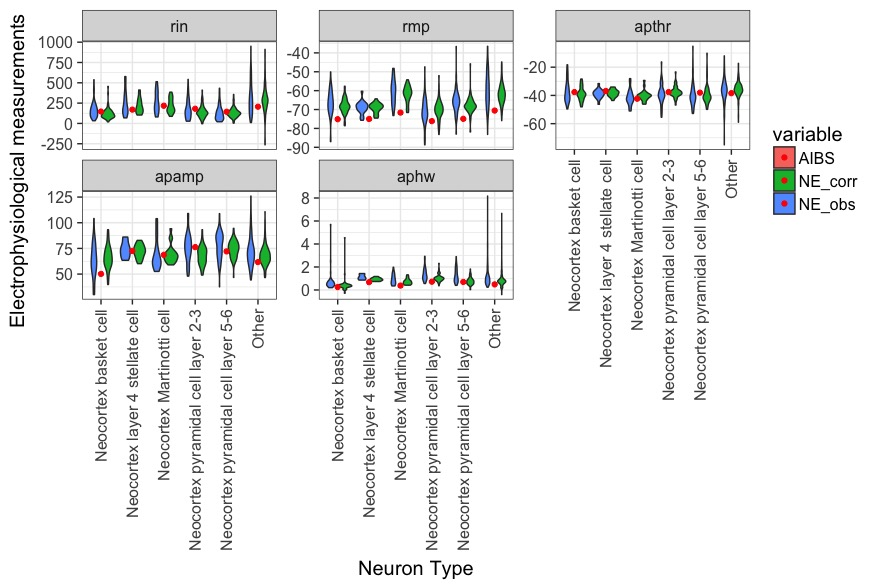 Electrophysiological measurements
rin
rmp
apthr
1000
750
500
250
0
-250
-40
-50
-60
-70
-80
-90
-20
-40
-60
variable
AIBS
NE_corr
NE_obs
apamp
aphw
125
100
75
50
8
6
4
2
0
Neocortex basket cell
Neocortex layer 4 stellate cell
Neocortex Martinotti cell
Neocortex pyramidal cell layer 2-3
Neocortex pyramidal cell layer 5-6
Other
Neocortex basket cell
Neocortex layer 4 stellate cell
Neocortex Martinotti cell
Neocortex pyramidal cell layer 2-3
Neocortex pyramidal cell layer 5-6
Other
Neocortex basket cell
Neocortex layer 4 stellate cell
Neocortex Martinotti cell
Neocortex pyramidal cell layer 2-3
Neocortex pyramidal cell layer 5-6
Other
Neuron Type